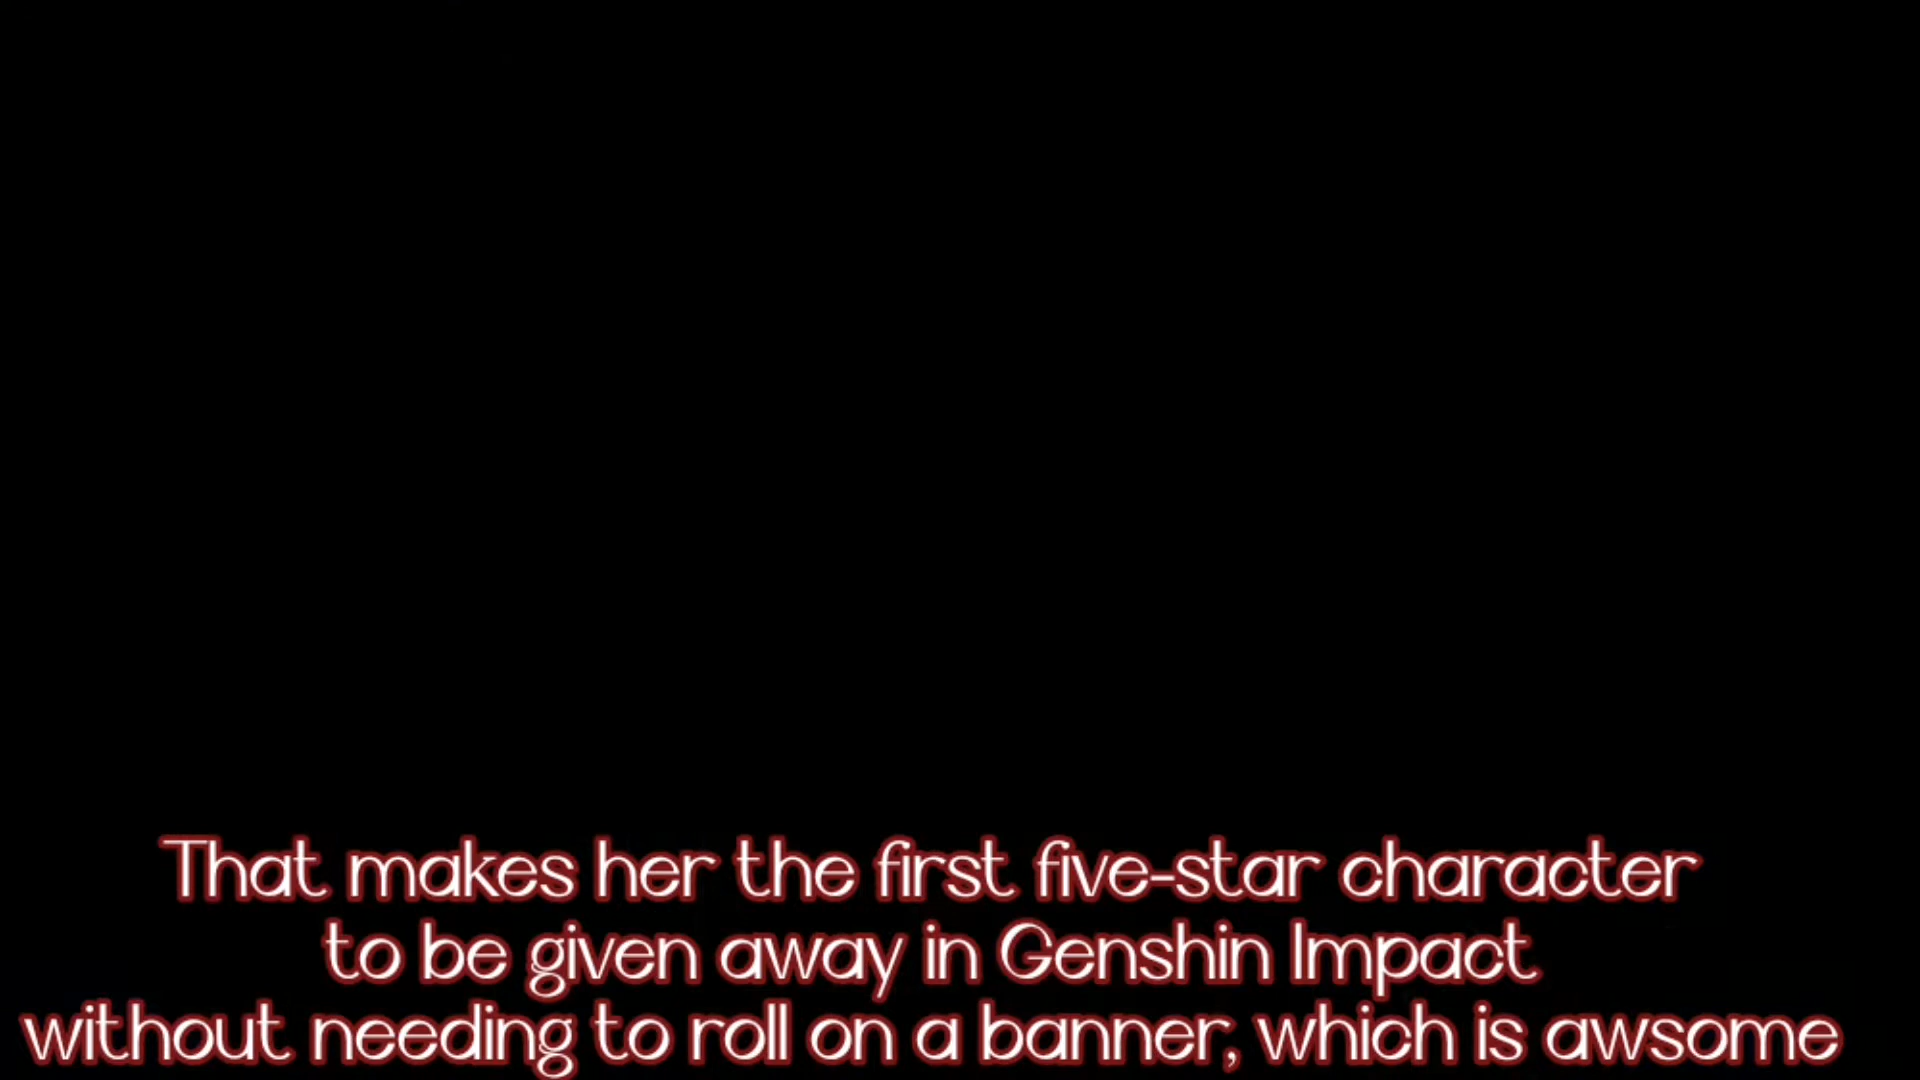 That makes her the first five-star character
to be given away in Genshin Impact
without needing to roll on a banner, which is awsome